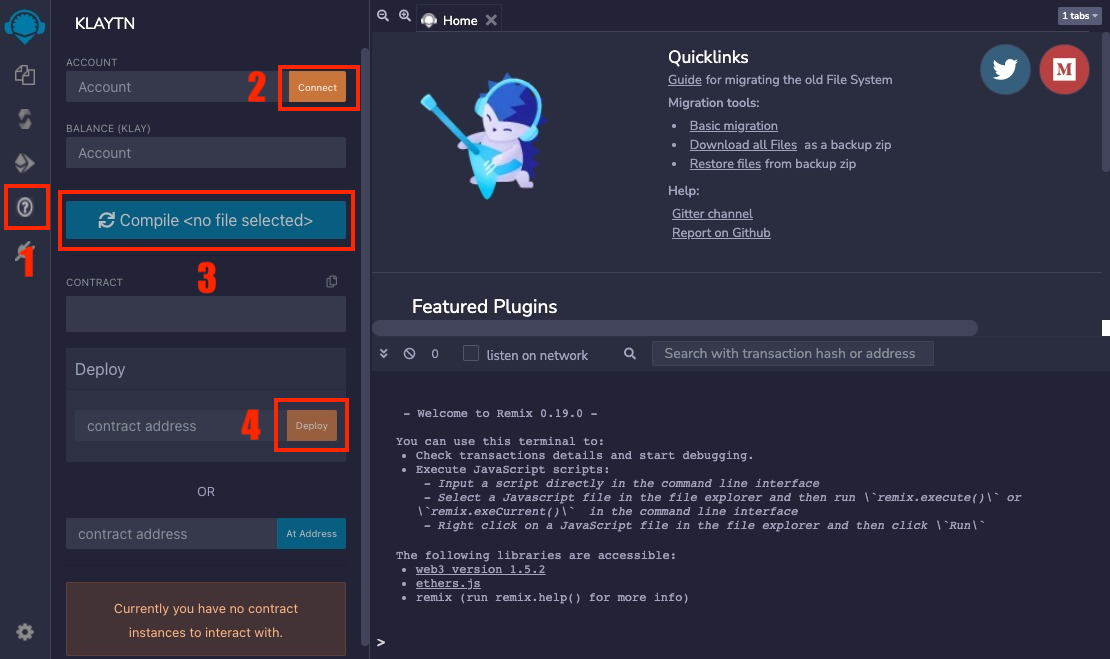 KLAYTN
ACCOUNT
Account
2
Connect
BALANCE (KLAY)
Account
1
Compile <no file selected>
3
CONTRACT
Deploy
contract address
4
Deploy
OR
contract address
At Address
Currently you have no contract
instances to interact with.
Home
1 tabs
Quicklinks
Guide for migrating the old File System
Migration tools:
• Basic migration
• Download all Files as a backup zip
• Restore files from backup zip
Help:
Gitter channel
Report on Github
M
Featured Plugins
0
listen on network
Search with transaction hash or address
- Welcome to Remix 0.19.0 -
You can use this terminal to:
• Check transactions details and start debugging.
• Execute JavaScript scripts:
- Input a script directly in the command line interface
- Select a Javascript file in the file explorer and then run \`remix.execute()\` or
\`remix.exeCurrent()\` in the command line interface
- Right click on a JavaScript file in the file explorer and then click \`Run\`
The following libraries are accessible:
• web3 version 1.5.2
• ethers.js
• remix (run remix.help() for more info)
>